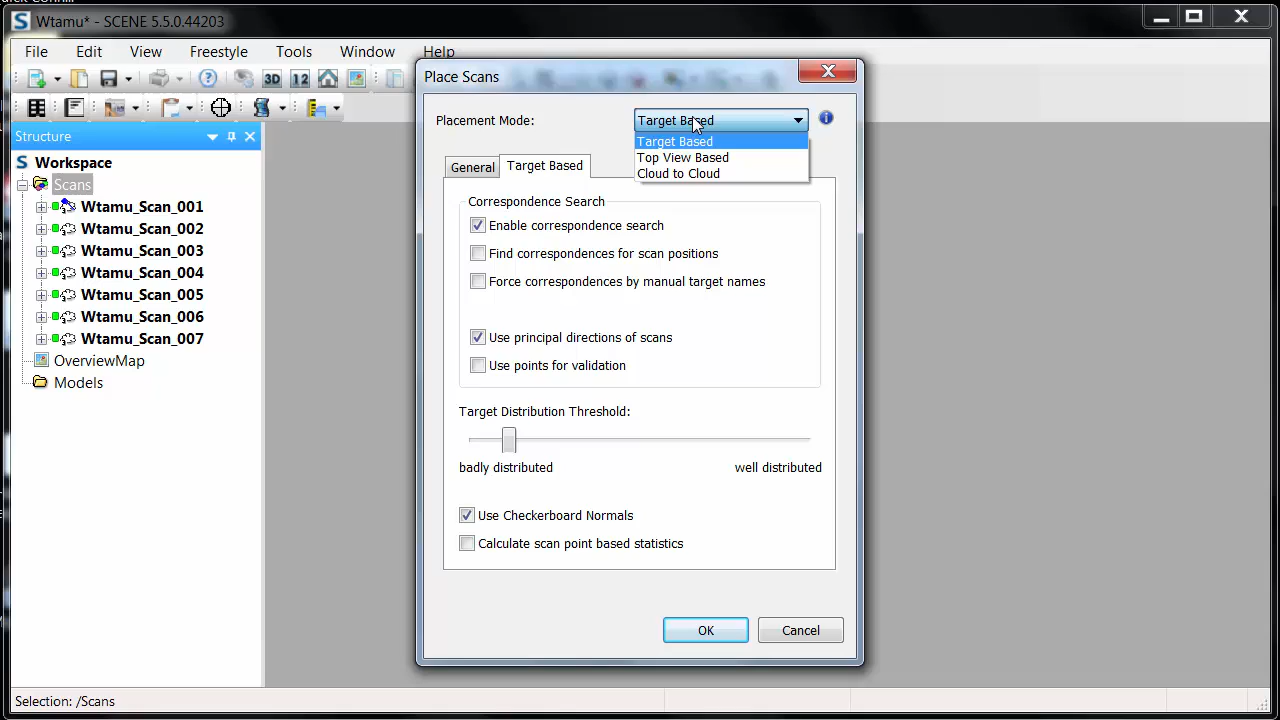 Wtamu* - SCENE 5.5.0.44203
File Edit View Freestyle Tools Window Help
3D 12
Structure
Workspace
Scans
Wtamu_Scan_001
Wtamu_Scan_002
Wtamu_Scan_003
Wtamu_Scan_004
Wtamu_Scan_005
Wtamu_Scan_006
Wtamu_Scan_007
OverviewMap
Models
Place Scans
Placement Mode: Target Based
Target Based
Top View Based
Cloud to Cloud
General Target Based
Correspondence Search
Enable correspondence search
Find correspondences for scan positions
Force correspondences by manual target names
Use principal directions of scans
Use points for validation
Target Distribution Threshold:
badly distributed well distributed
Use Checkerboard Normals
Calculate scan point based statistics
OK Cancel
Selection: /Scans